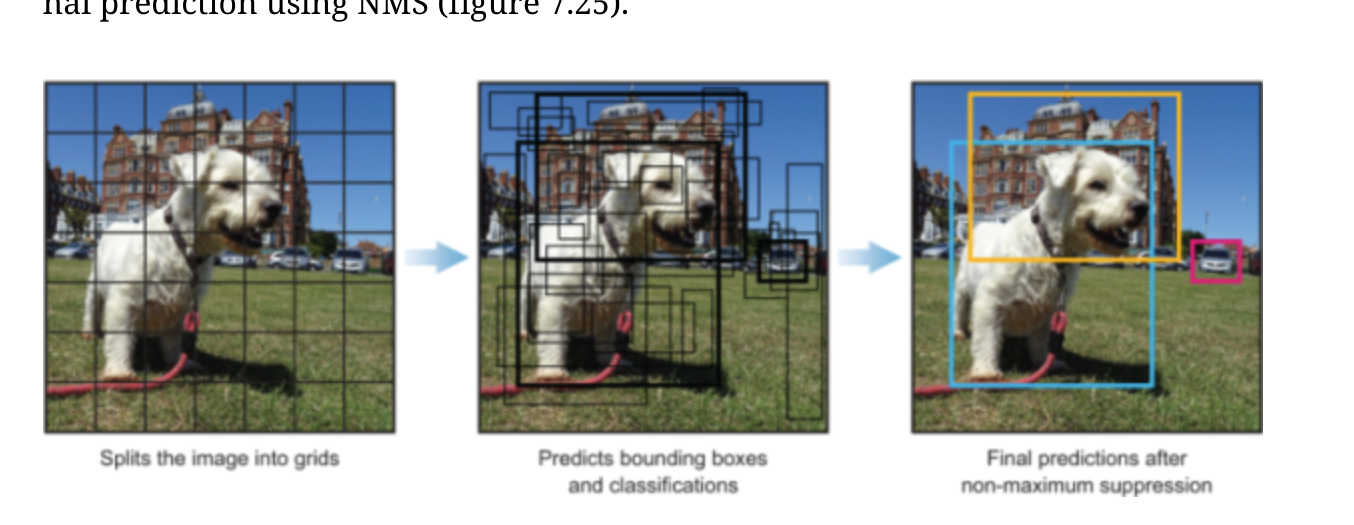 nal prediction using NMS (figure 7.25).
Splits the image into grids
Predicts bounding boxes
and classifications
Final predictions after
non-maximum suppression